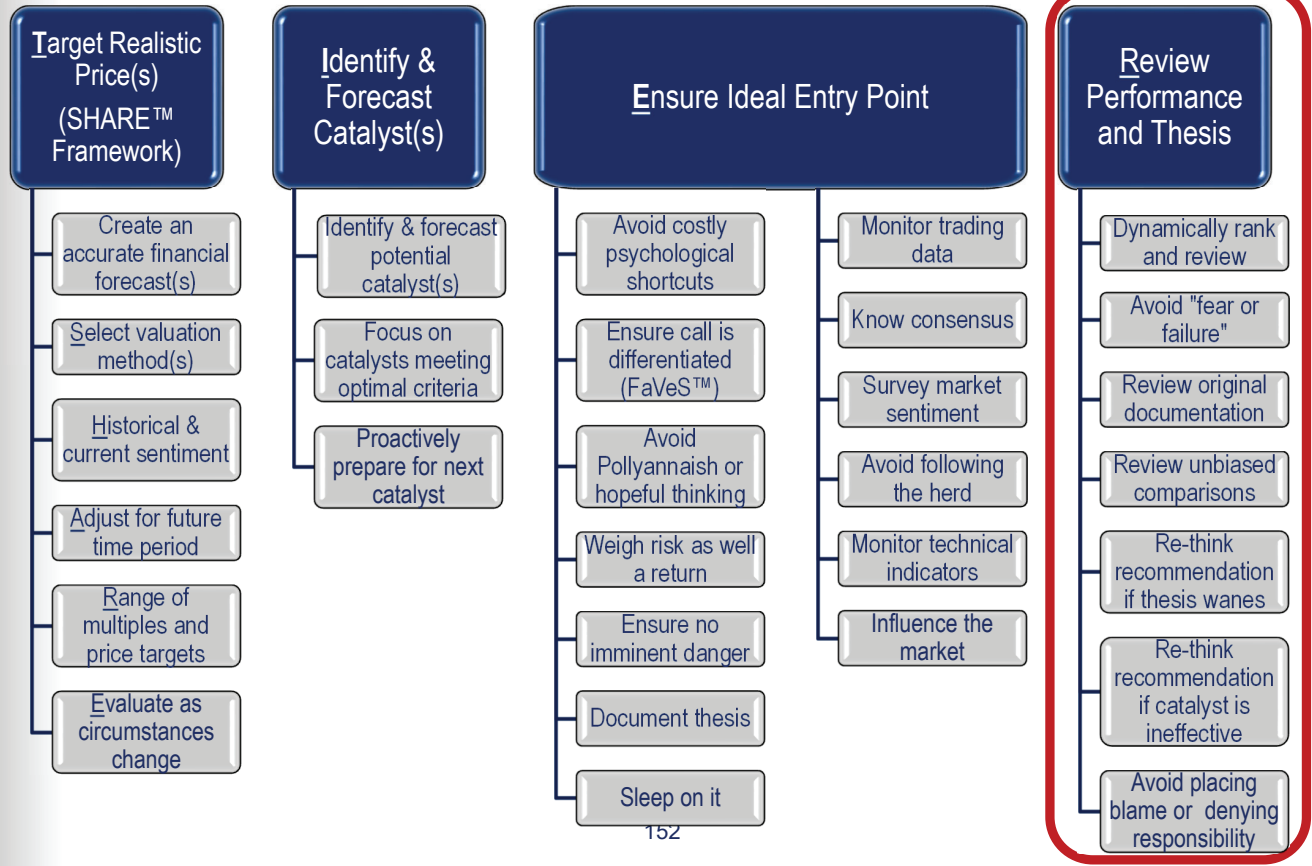 Target Realistic
Price(s)
(SHARE™
Framework)
Create an
accurate financial
forecast(s)
Select valuation
method(s)
Historical &
current sentiment
Adjust for future
time period
Range of
multiples and
price targets
Evaluate as
circumstances
change
Identify &
Forecast
Catalyst(s)
Identify & forecast
potential
catalyst(s)
Focus on
catalysts meeting
optimal criteria
Proactively
prepare for next
catalyst
Ensure Ideal Entry Point
Avoid costly
psychological
shortcuts
Ensure call is
differentiated
(FaVeS™)
Avoid
Pollyannaish or
hopeful thinking
Weigh risk as well
a return
Ensure no
imminent danger
Document thesis
Sleep on it
Monitor trading
data
Know consensus
Survey market
sentiment
Avoid following
the herd
Monitor technical
indicators
Influence the
market
Review
Performance
and Thesis
Dynamically rank
and review
Avoid "fear or
failure"
Review original
documentation
Review unbiased
comparisons
Re-think
recommendation
if thesis wanes
Re-think
recommendation
if catalyst is
ineffective
Avoid placing
blame or denying
responsibility
152